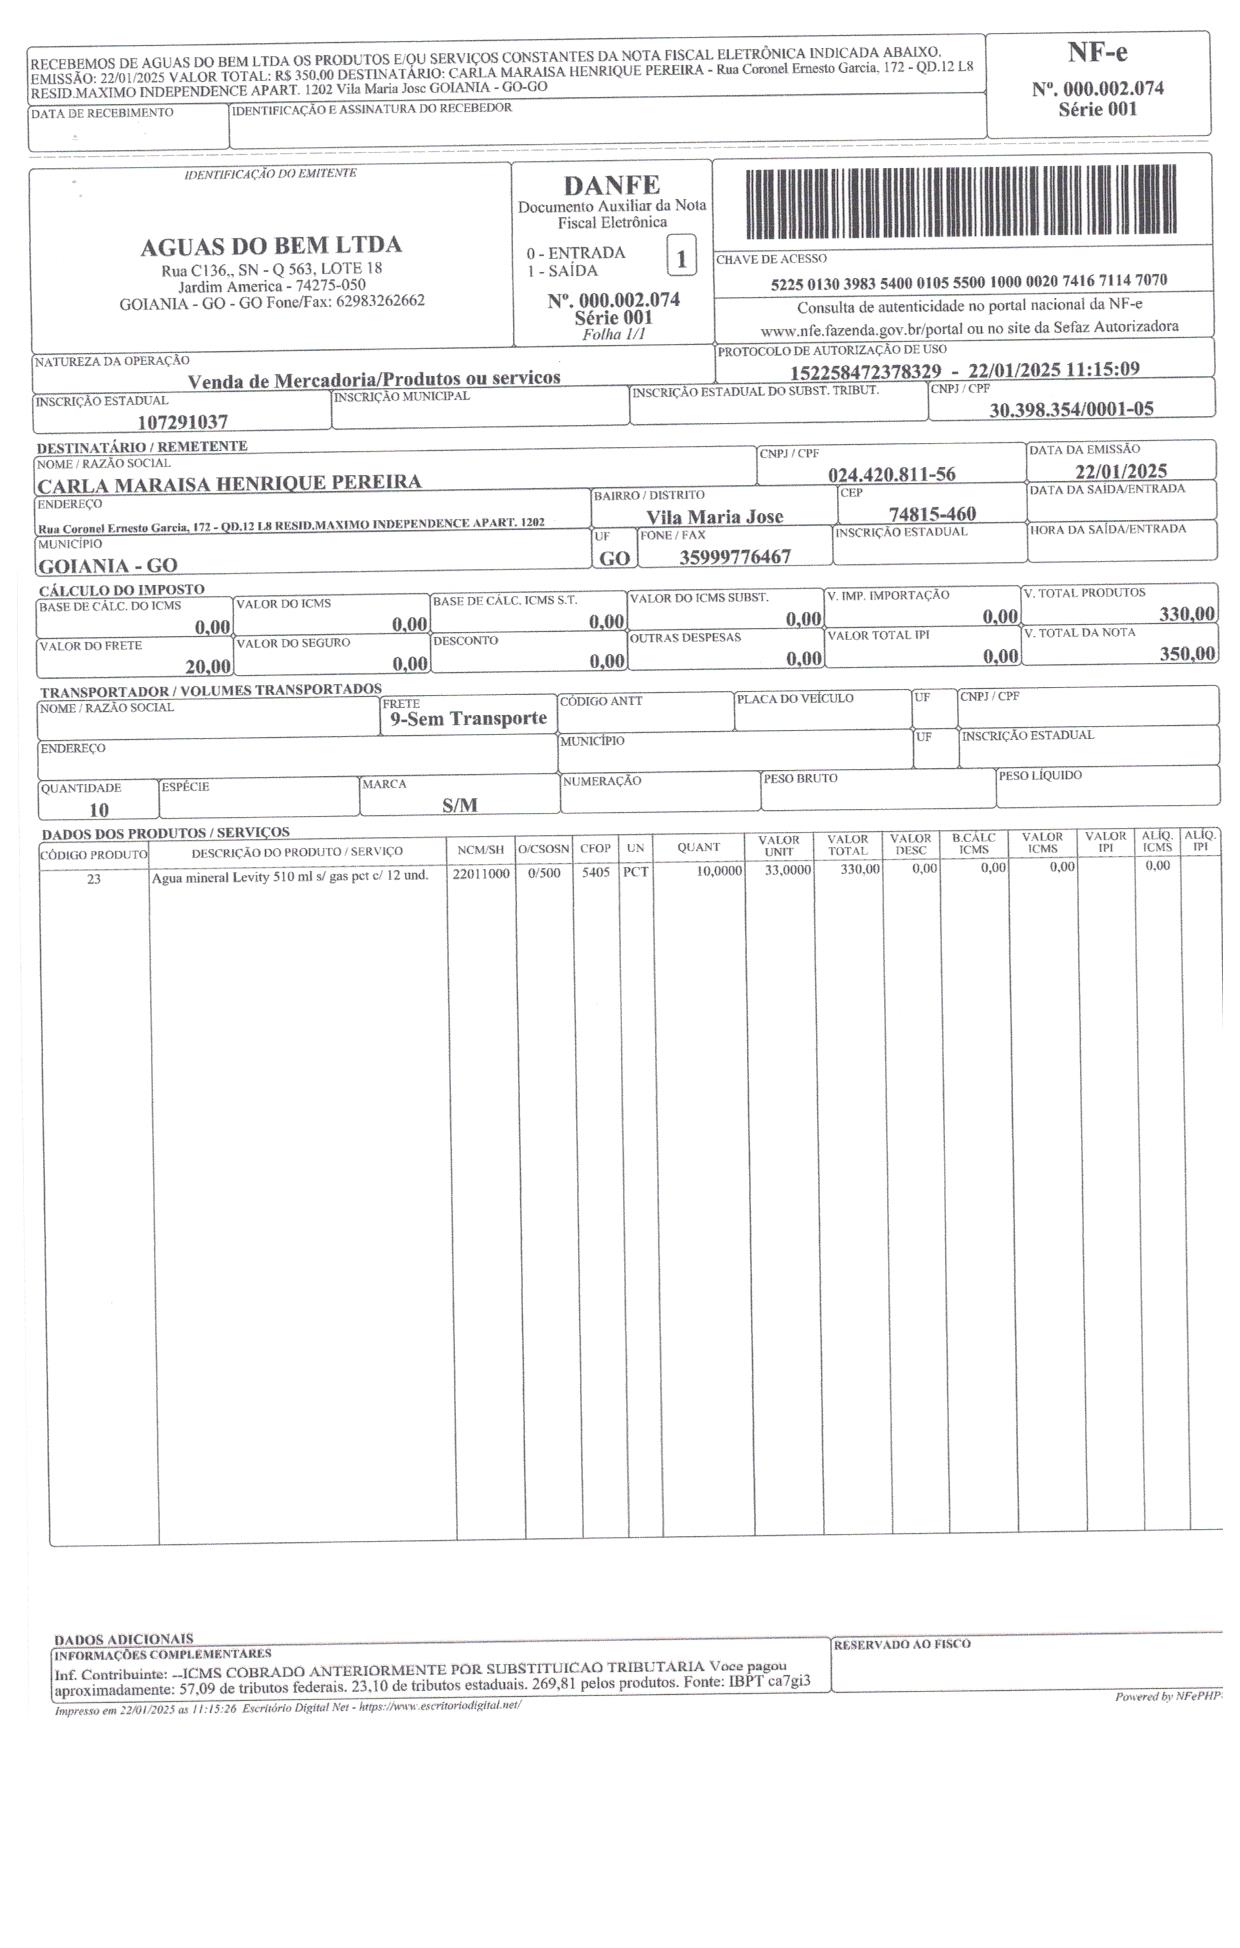 RECEBEMOS DE AGUAS DO BEM LTDA OS PRODUTOS E/OU SERVIÇOS CONSTANTES DA NOTA FISCAL ELETRÔNICA INDICADA ABAIXO.
EMISSÃO: 22/01/2025 VALOR TOTAL: R$ 350,00 DESTINATÁRIO: CARLA MARAISA HENRIQUE PEREIRA - Rua Coronel Ernesto Garcia, 172 - QD.12 L8
RESID.MAXIMO INDEPENDENCE APART. 1202 Vila Maria Jose GOIANIA - GO-GO
DATA DE RECEBIMENTO
IDENTIFICAÇÃO E ASSINATURA DO RECEBEDOR
NF-e
Nº. 000.002.074
Série 001
IDENTIFICAÇÃO DO EMITENTE
AGUAS DO BEM LTDA
Rua C136,, SN - Q 563, LOTE 18
Jardim America - 74275-050
GOIANIA - GO - GO Fone/Fax: 62983262662
DANFE
Documento Auxiliar da Nota
Fiscal Eletrônica
0 - ENTRADA
1 - SAÍDA
1
Nº. 000.002.074
Série 001
Folha 1/1
CHAVE DE ACESSO
5225 0130 3983 5400 0105 5500 1000 0020 7416 7114 7070
Consulta de autenticidade no portal nacional da NF-e
www.nfe.fazenda.gov.br/portal ou no site da Sefaz Autorizadora
NATUREZA DA OPERAÇÃO
Venda de Mercadoria/Produtos ou servicos
PROTOCOLO DE AUTORIZAÇÃO DE USO
152258472378329 - 22/01/2025 11:15:09
INSCRIÇÃO ESTADUAL
107291037
INSCRIÇÃO MUNICIPAL
INSCRIÇÃO ESTADUAL DO SUBST. TRIBUT.
CNPJ / CPF
30.398.354/0001-05
DESTINATÁRIO / REMETENTE
NOME / RAZÃO SOCIAL
CARLA MARAISA HENRIQUE PEREIRA
CNPJ / CPF
024.420.811-56
DATA DA EMISSÃO
22/01/2025
ENDEREÇO
Rua Coronel Ernesto Garcia, 172 - QD.12 L8 RESID.MAXIMO INDEPENDENCE APART. 1202
BAIRRO / DISTRITO
Vila Maria Jose
CEP
74815-460
DATA DA SAÍDA/ENTRADA
MUNICÍPIO
GOIANIA - GO
UF
GO
FONE / FAX
35999776467
INSCRIÇÃO ESTADUAL
HORA DA SAÍDA/ENTRADA
CÁLCULO DO IMPOSTO
BASE DE CÁLC. DO ICMS
0,00
VALOR DO ICMS
0,00
BASE DE CÁLC. ICMS S.T.
0,00
VALOR DO ICMS SUBST.
0,00
V. IMP. IMPORTAÇÃO
0,00
V. TOTAL PRODUTOS
330,00
VALOR DO FRETE
20,00
VALOR DO SEGURO
0,00
DESCONTO
0,00
OUTRAS DESPESAS
0,00
VALOR TOTAL IPI
0,00
V. TOTAL DA NOTA
350,00
TRANSPORTADOR / VOLUMES TRANSPORTADOS
NOME / RAZÃO SOCIAL
FRETE
9-Sem Transporte
CÓDIGO ANTT
PLACA DO VEÍCULO
UF
CNPJ / CPF
ENDEREÇO
MUNICÍPIO
UF
INSCRIÇÃO ESTADUAL
QUANTIDADE
10
ESPÉCIE
MARCA
S/M
NUMERAÇÃO
PESO BRUTO
PESO LÍQUIDO
DADOS DOS PRODUTOS / SERVIÇOS
CÓDIGO PRODUTO DESCRIÇÃO DO PRODUTO / SERVIÇO NCM/SH O/CSOSN CFOP UN QUANT VALOR UNIT VALOR TOTAL VALOR DESC B.CÁLC ICMS VALOR ICMS VALOR IPI ALÍQ. ICMS ALÍQ. IPI
23 Agua mineral Levity 510 ml s/ gas pct c/ 12 und. 22011000 0/500 5405 PCT 10,0000 33,0000 330,00 0,00 0,00 0,00 0,00
DADOS ADICIONAIS
INFORMAÇÕES COMPLEMENTARES
Inf. Contribuinte: --ICMS COBRADO ANTERIORMENTE POR SUBSTITUICAO TRIBUTARIA Voce pagou
aproximadamente: 57,09 de tributos federais. 23,10 de tributos estaduais. 269,81 pelos produtos. Fonte: IBPT ca7gi3
RESERVADO AO FISCO
Impresso em 22/01/2025 as 11:15:26 Escritório Digital Net - https://www.escritoriodigital.net/
Powered by NFePHP